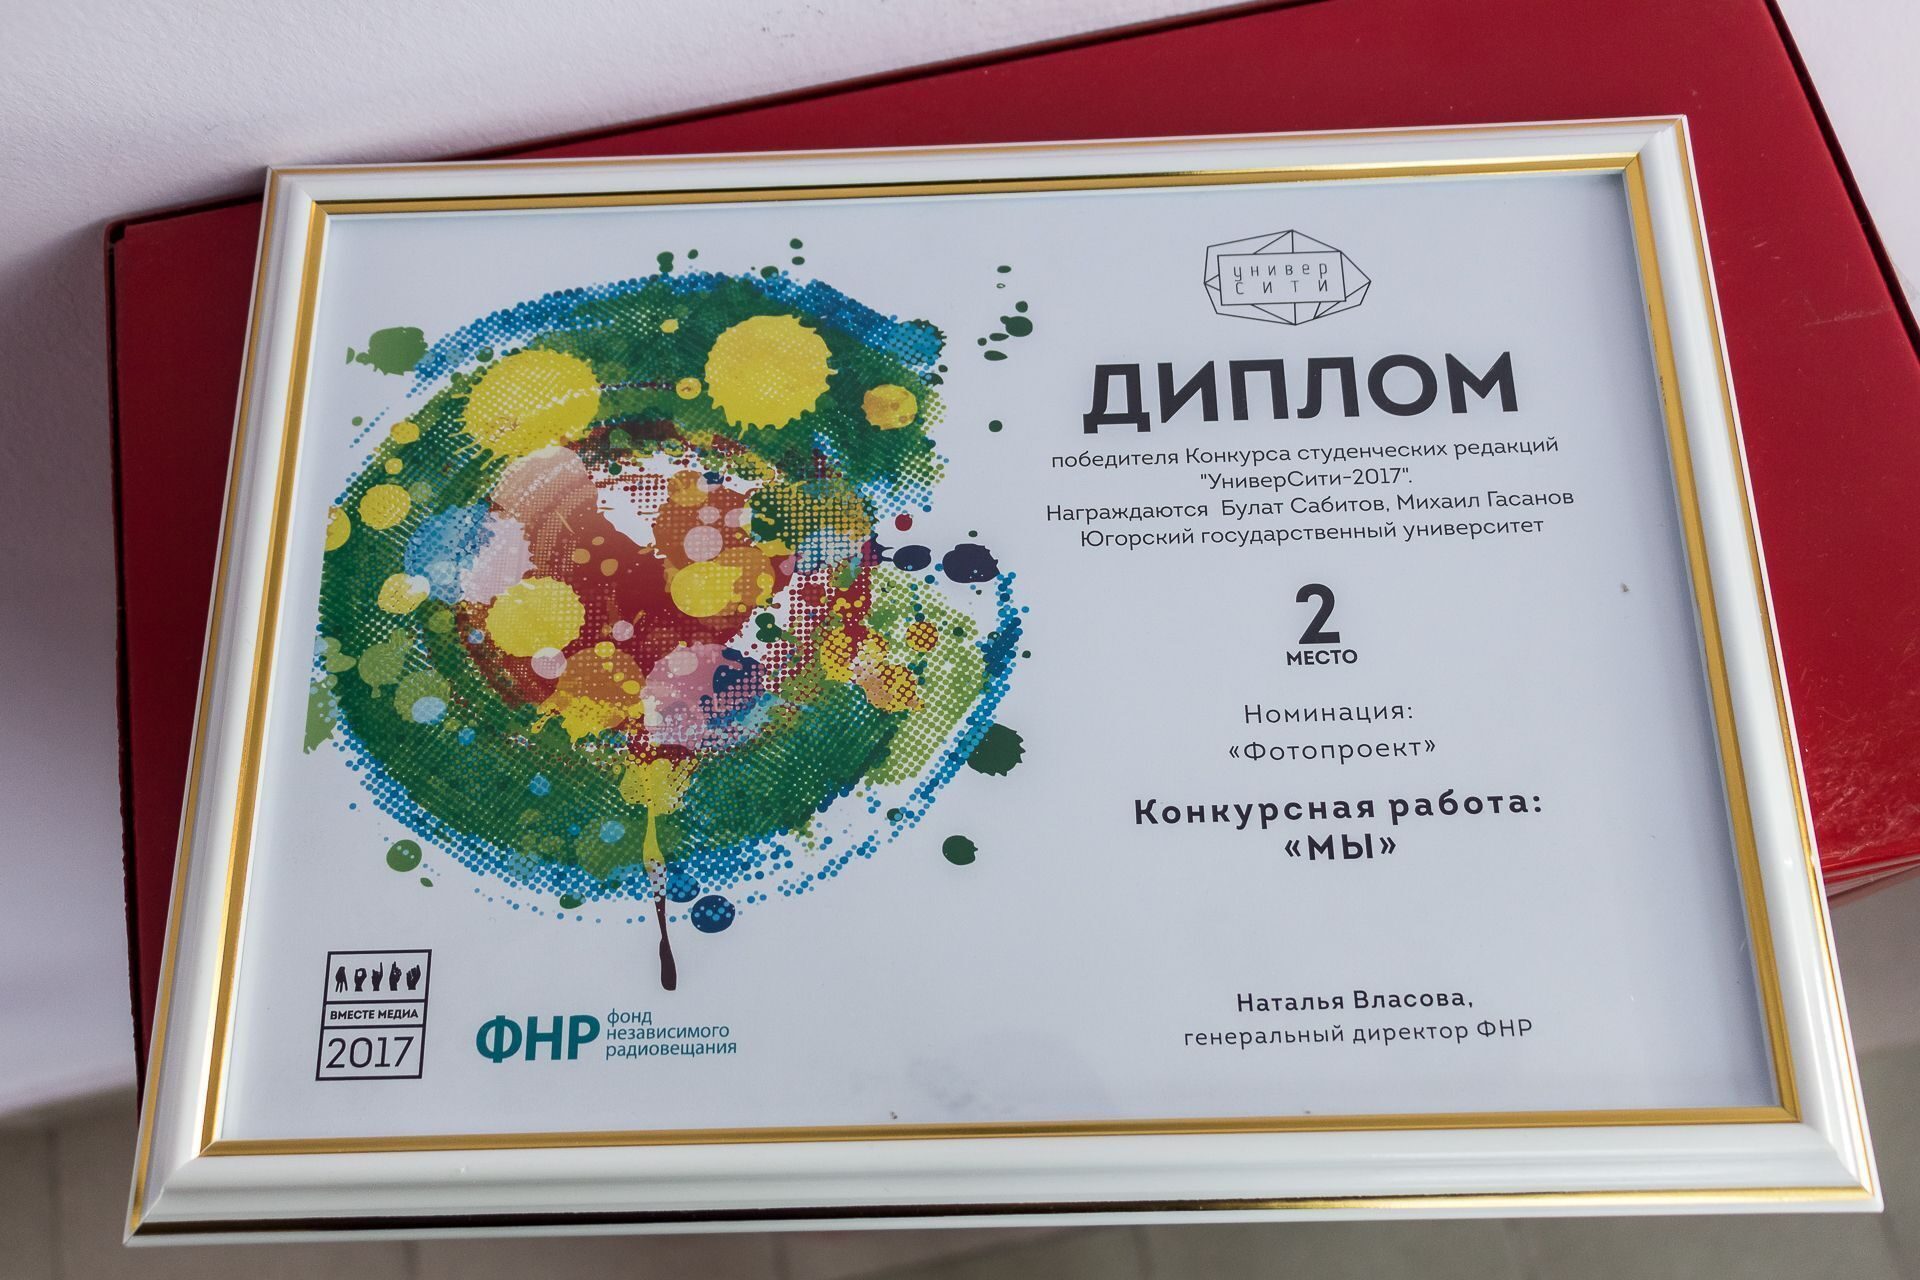 универ
сити
ДИПЛОМ
победителя Конкурса студенческих редакций
"УниверСити-2017".
Награждаются Булат Сабитов, Михаил Гасанов
Югорский государственный университет
2
МЕСТО
Номинация:
«Фотопроект»
Конкурсная работа:
«МЫ»
Наталья Власова,
генеральный директор ФНР
ВМЕСТЕ МЕДИА
2017
ФНР
фонд
независимого
радиовещания